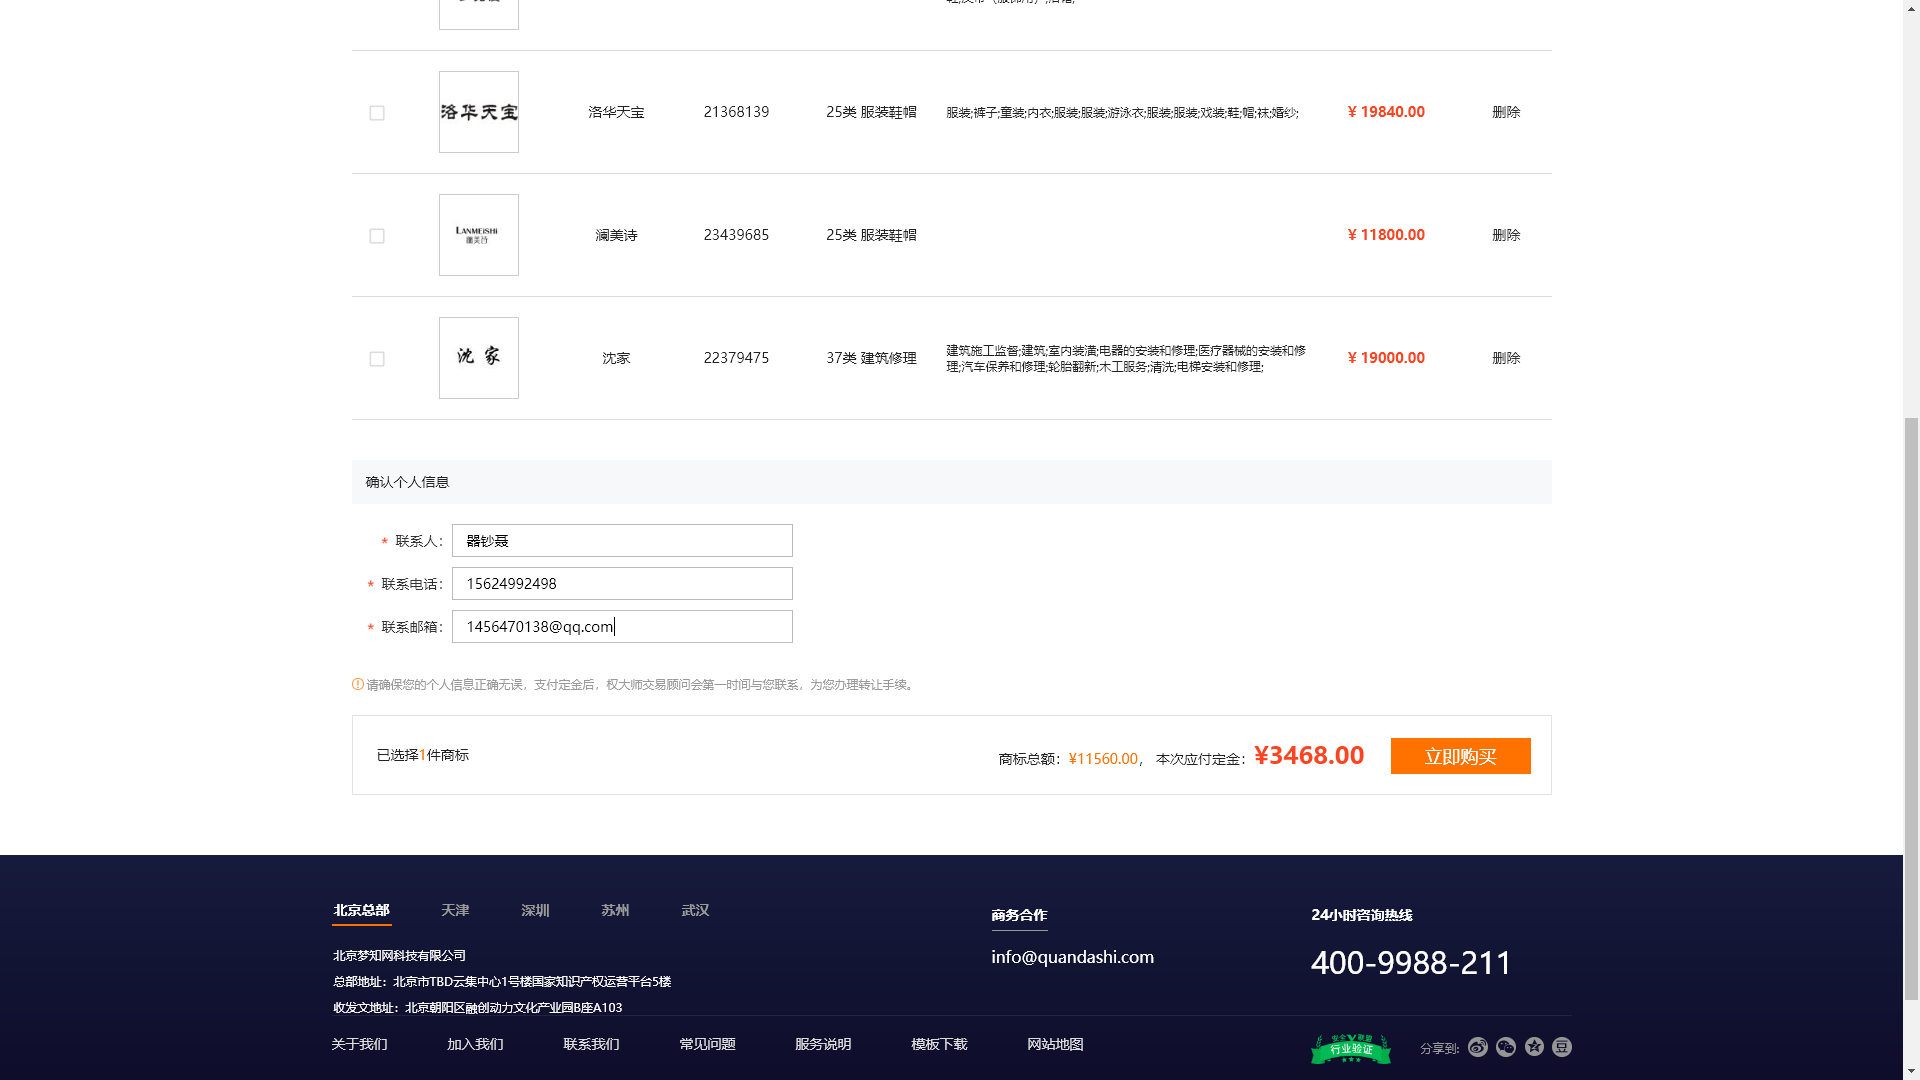 洛华天宝 洛华天宝 21368139 25类 服装鞋帽 服装;裤子;童装;内衣;服装;服装;游泳衣;服装;服装;戏装;鞋;帽;袜;婚纱; ¥ 19840.00 删除
LANMEISHI
澜美诗 澜美诗 23439685 25类 服装鞋帽 ¥ 11800.00 删除
沈家 沈家 22379475 37类 建筑修理 建筑施工监督;建筑;室内装潢;电器的安装和修理;医疗器械的安装和修
理;汽车保养和修理;轮胎翻新;木工服务;清洗;电梯安装和修理; ¥ 19000.00 删除
确认个人信息
* 联系人: 器钞聂
* 联系电话: 15624992498
* 联系邮箱: 1456470138@qq.com
请确保您的个人信息正确无误，支付定金后，权大师交易顾问会第一时间与您联系，为您办理转让手续。
已选择1件商标 商标总额：¥11560.00， 本次应付定金：¥3468.00 立即购买
北京总部 天津 深圳 苏州 武汉
商务合作
24小时咨询热线
北京梦知网科技有限公司
info@quandashi.com
400-9988-211
总部地址：北京市TBD云集中心1号楼国家知识产权运营平台5楼
收发文地址：北京朝阳区融创动力文化产业园B座A103
关于我们 加入我们 联系我们 常见问题 服务说明 模板下载 网站地图
安全联盟
行业验证
分享到: